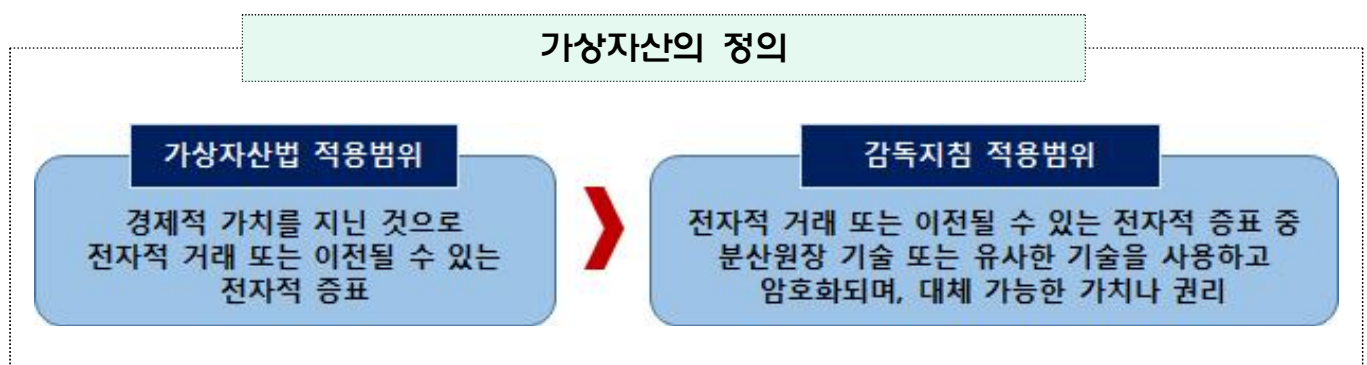 가상자산의 정의
가상자산법 적용범위
경제적 가치를 지닌 것으로
전자적 거래 또는 이전될 수 있는
전자적 증표
감독지침 적용범위
전자적 거래 또는 이전될 수 있는 전자적 증표 중
분산원장 기술 또는 유사한 기술을 사용하고
암호화되며, 대체 가능한 가치나 권리